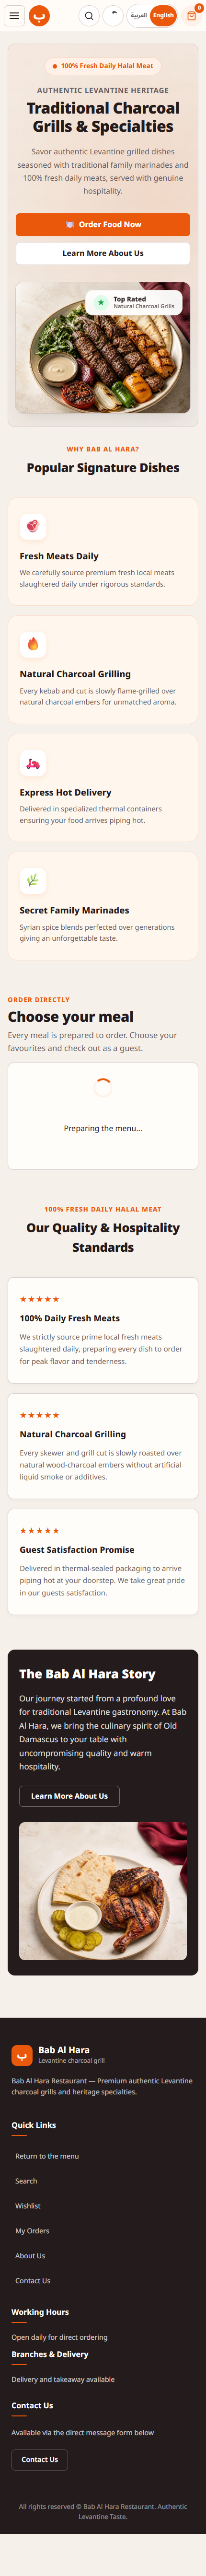 ب
العربية
English
0
100% Fresh Daily Halal Meat
AUTHENTIC LEVANTINE HERITAGE
Traditional Charcoal
Grills & Specialties
Savor authentic Levantine grilled dishes
seasoned with traditional family marinades and
100% fresh daily meats, served with genuine
hospitality.
Order Food Now
Learn More About Us
Top Rated
Natural Charcoal Grills
WHY BAB AL HARA?
Popular Signature Dishes
Fresh Meats Daily
We carefully source premium fresh local meats
slaughtered daily under rigorous standards.
Natural Charcoal Grilling
Every kebab and cut is slowly flame-grilled over
natural charcoal embers for unmatched aroma.
Express Hot Delivery
Delivered in specialized thermal containers
ensuring your food arrives piping hot.
Secret Family Marinades
Syrian spice blends perfected over generations
giving an unforgettable taste.
ORDER DIRECTLY
Choose your meal
Every meal is prepared to order. Choose your
favourites and check out as a guest.
Preparing the menu...
100% FRESH DAILY HALAL MEAT
Our Quality & Hospitality
Standards
★★★★★
100% Daily Fresh Meats
We strictly source prime local fresh meats
slaughtered daily, preparing every dish to order
for peak flavor and tenderness.
★★★★★
Natural Charcoal Grilling
Every skewer and grill cut is slowly roasted over
natural wood-charcoal embers without artificial
liquid smoke or additives.
★★★★★
Guest Satisfaction Promise
Delivered in thermal-sealed packaging to arrive
piping hot at your doorstep. We take great pride
in our guests satisfaction.
The Bab Al Hara Story
Our journey started from a profound love
for traditional Levantine gastronomy. At Bab
Al Hara, we bring the culinary spirit of Old
Damascus to your table with
uncompromising quality and warm
hospitality.
Learn More About Us
ب
Bab Al Hara
Levantine charcoal grill
Bab Al Hara Restaurant — Premium authentic Levantine
charcoal grills and heritage specialties.
Quick Links
Return to the menu
Search
Wishlist
My Orders
About Us
Contact Us
Working Hours
Open daily for direct ordering
Branches & Delivery
Delivery and takeaway available
Contact Us
Available via the direct message form below
Contact Us
All rights reserved © Bab Al Hara Restaurant. Authentic
Levantine Taste.